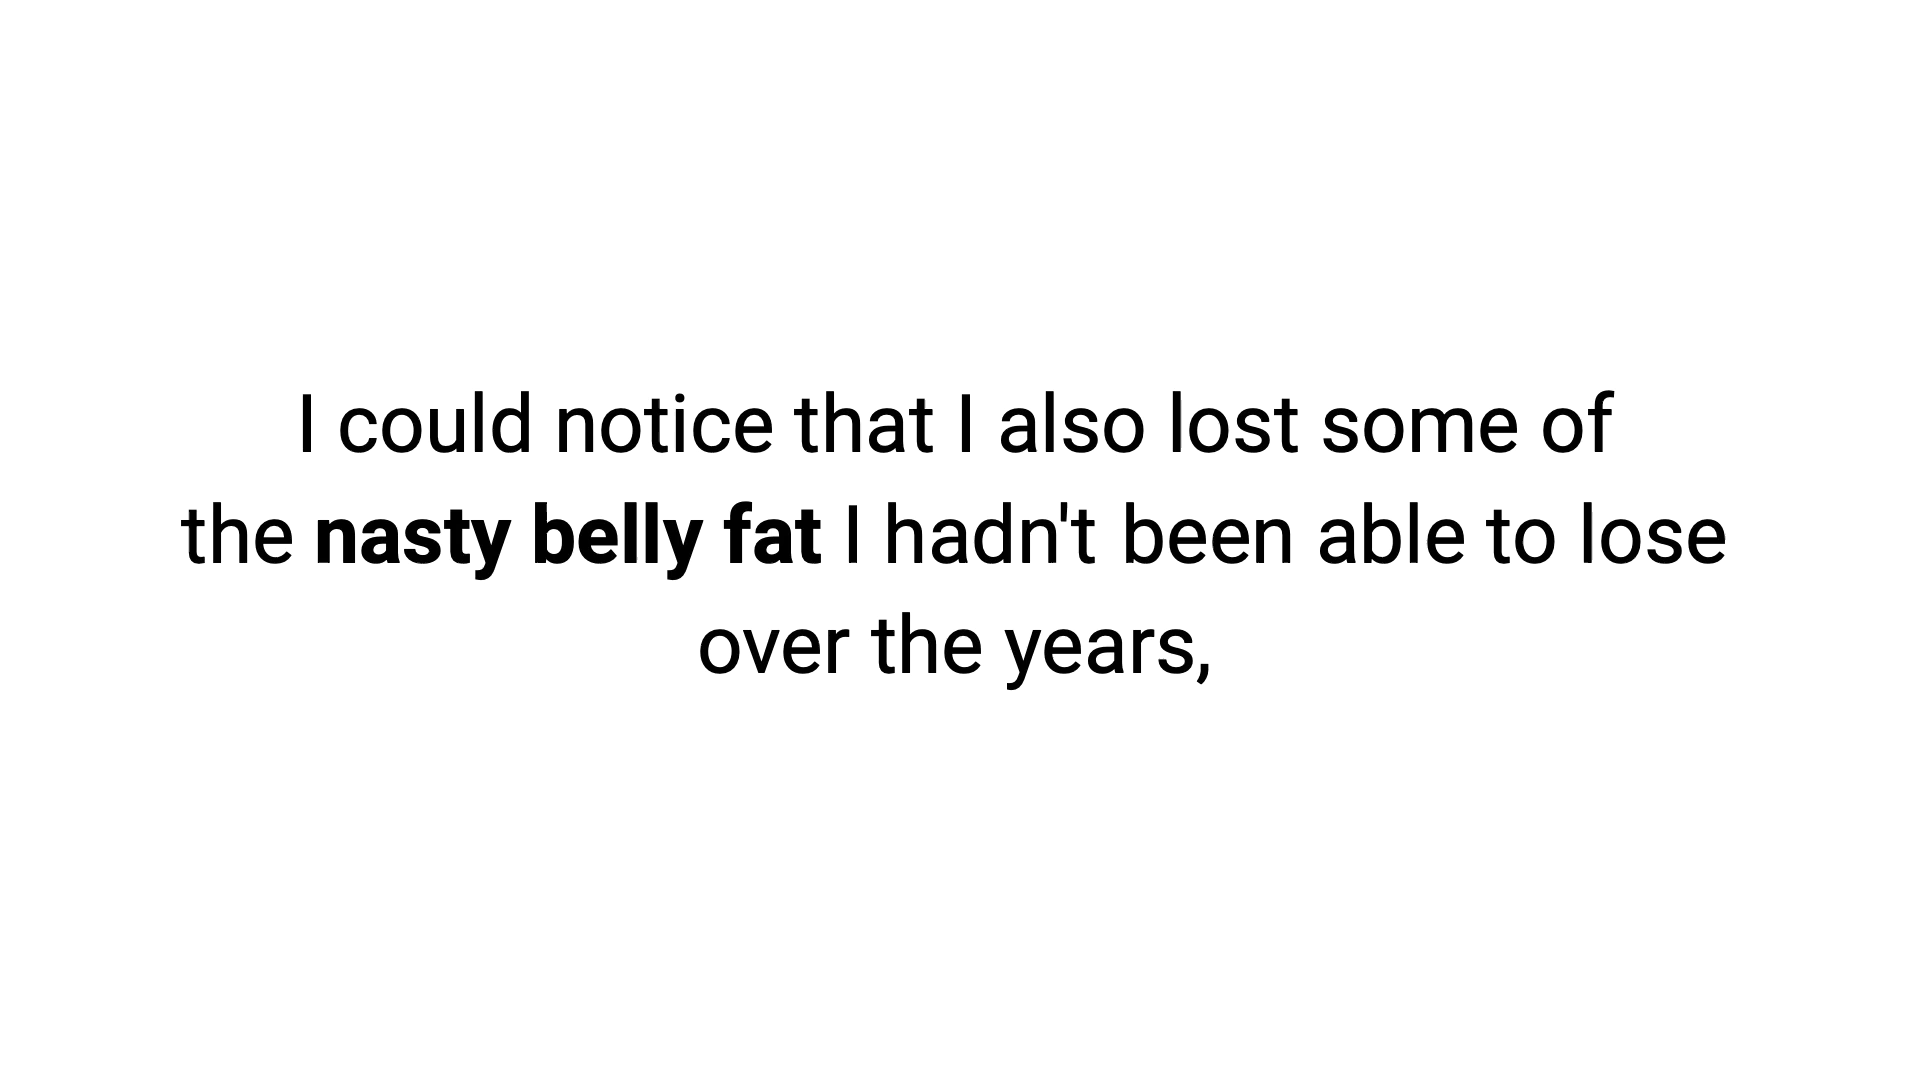 I could notice that I also lost some of
the nasty belly fat I hadn't been able to lose
over the years,